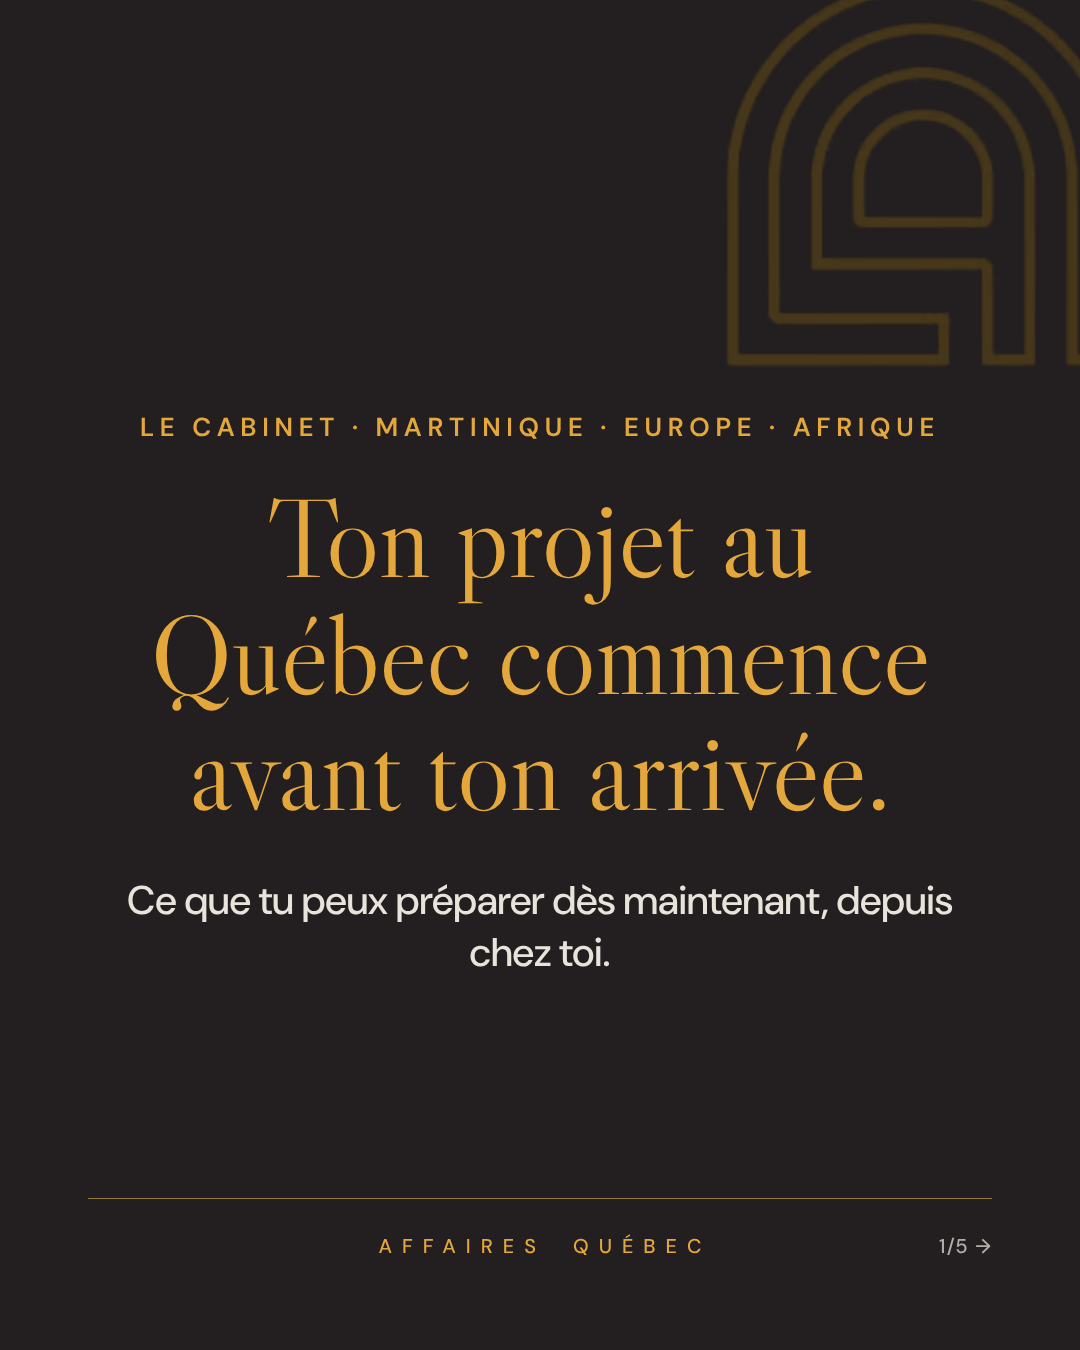 LE CABINET · MARTINIQUE · EUROPE · AFRIQUE
Ton projet au
Québec commence
avant ton arrivée.
Ce que tu peux préparer dès maintenant, depuis
chez toi.
AFFAIRES QUÉBEC
1/5 →